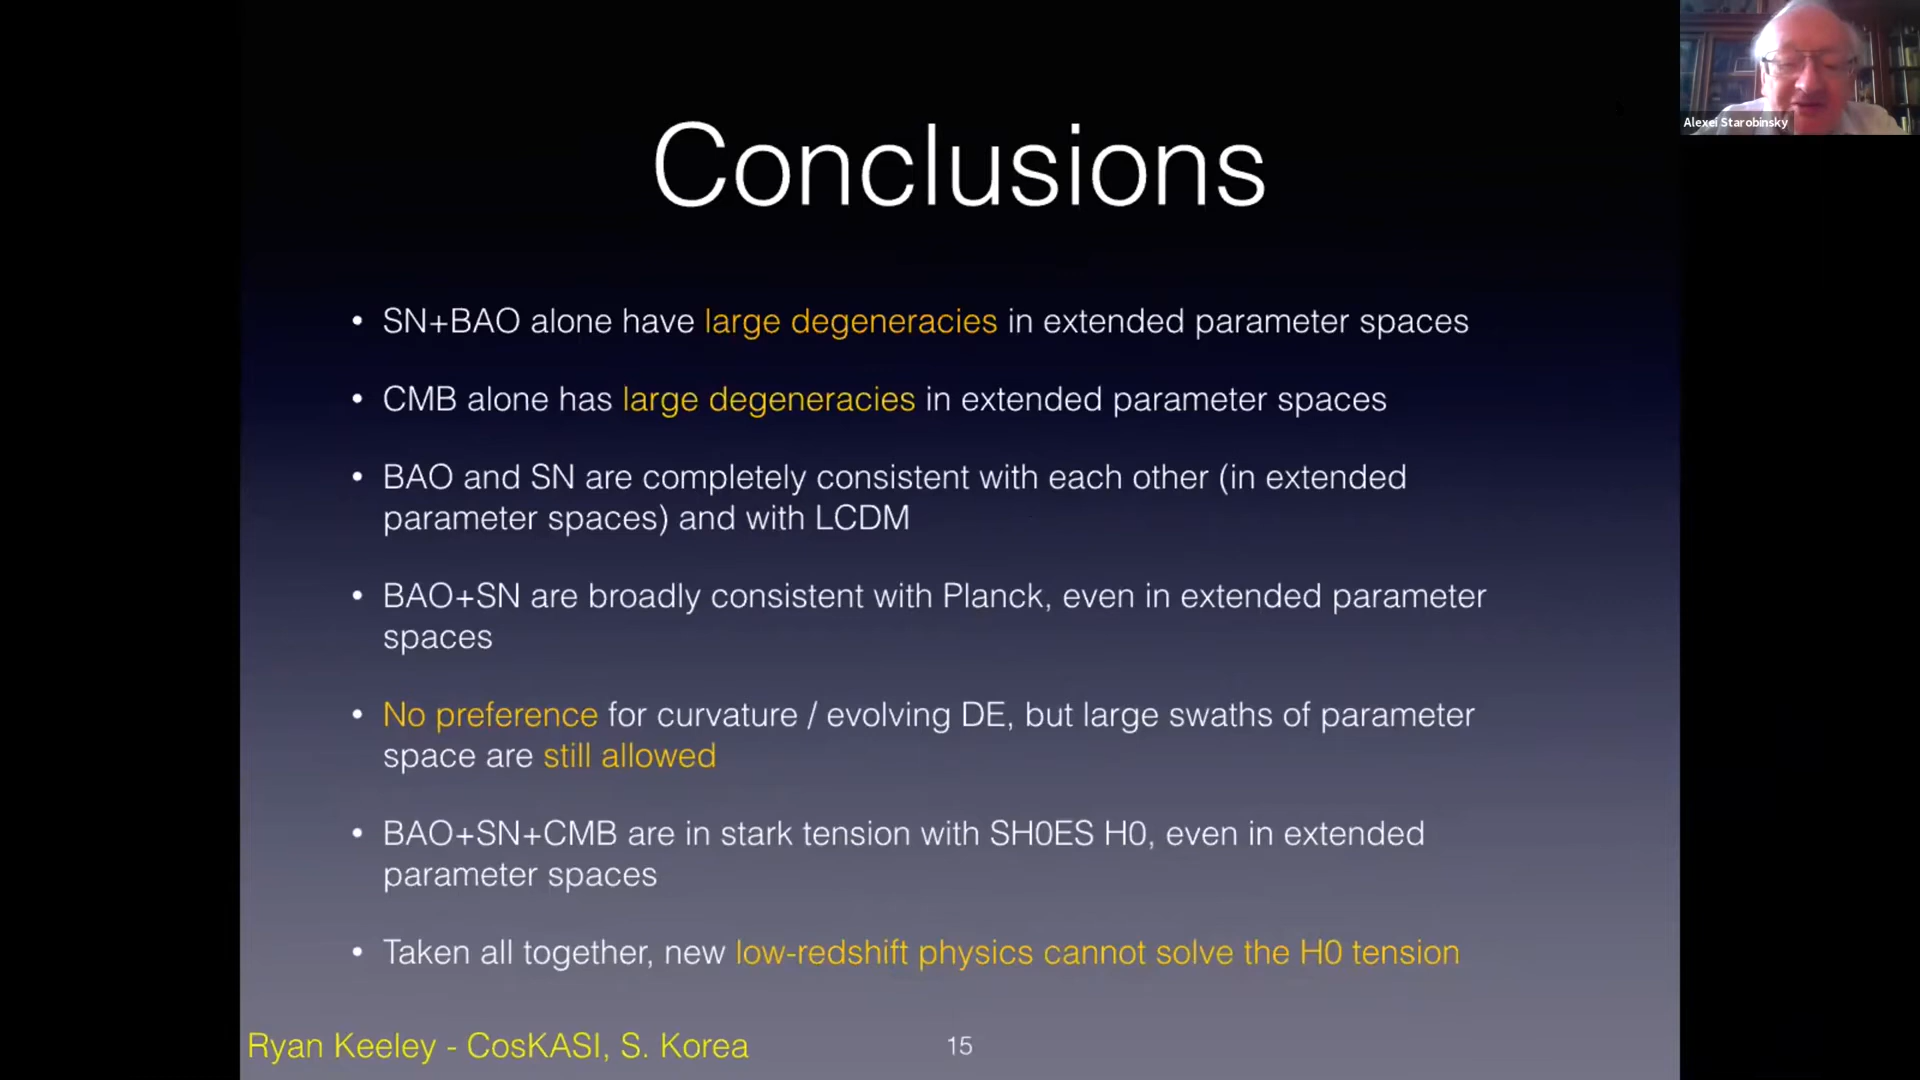 Alexei Starobinsky
Conclusions
• SN+BAO alone have large degeneracies in extended parameter spaces
• CMB alone has large degeneracies in extended parameter spaces
• BAO and SN are completely consistent with each other (in extended
parameter spaces) and with LCDM
• BAO+SN are broadly consistent with Planck, even in extended parameter
spaces
• No preference for curvature / evolving DE, but large swaths of parameter
space are still allowed
• BAO+SN+CMB are in stark tension with SH0ES H0, even in extended
parameter spaces
• Taken all together, new low-redshift physics cannot solve the H0 tension
Ryan Keeley - CosKASI, S. Korea
15